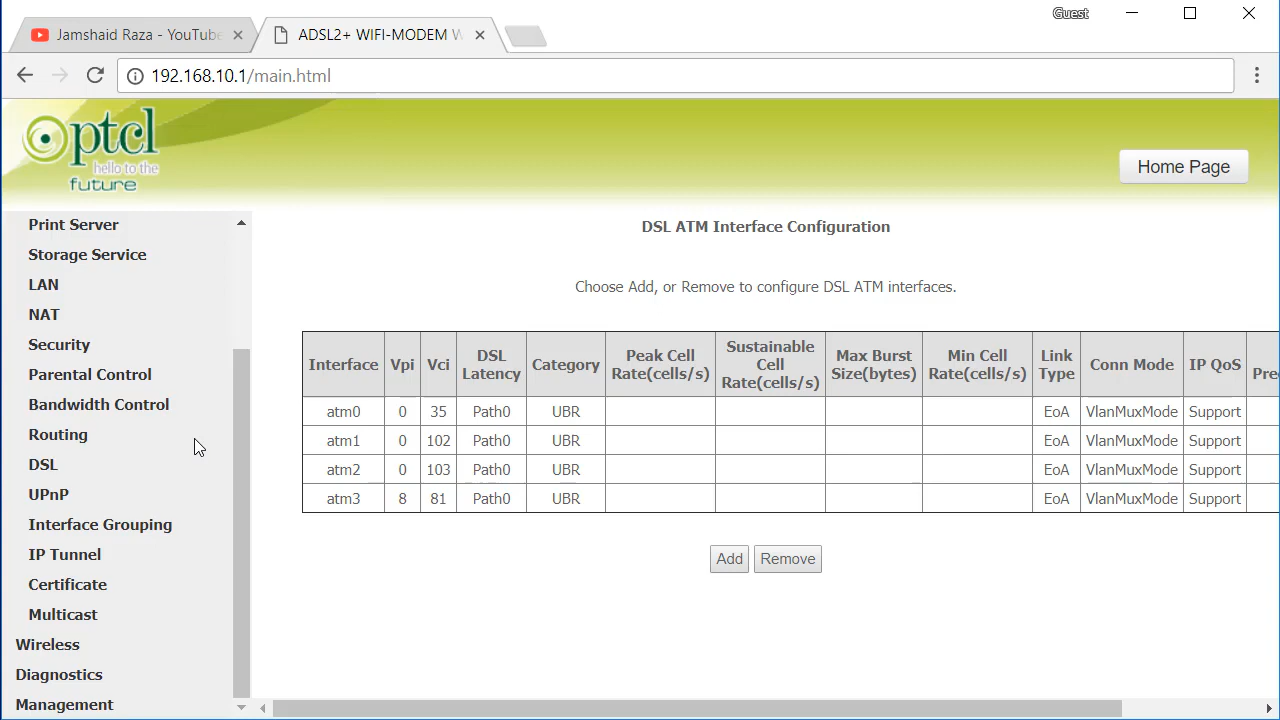 Guest
Jamshaid Raza - YouTube
ADSL2+ WIFI-MODEM W
192.168.10.1/main.html
ptcl
hello to the
future
Home Page
Print Server
Storage Service
LAN
NAT
Security
Parental Control
Bandwidth Control
Routing
DSL
UPnP
Interface Grouping
IP Tunnel
Certificate
Multicast
Wireless
Diagnostics
Management
DSL ATM Interface Configuration
Choose Add, or Remove to configure DSL ATM interfaces.
Interface Vpi Vci DSL Latency Category Peak Cell Rate(cells/s) Sustainable Cell Rate(cells/s) Max Burst Size(bytes) Min Cell Rate(cells/s) Link Type Conn Mode IP QoS Prec
atm0 0 35 Path0 UBR EoA VlanMuxMode Support
atm1 0 102 Path0 UBR EoA VlanMuxMode Support
atm2 0 103 Path0 UBR EoA VlanMuxMode Support
atm3 8 81 Path0 UBR EoA VlanMuxMode Support
Add Remove